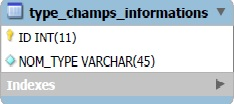 type_champs_informations
ID INT(11)
NOM_TYPE VARCHAR(45)
Indexes